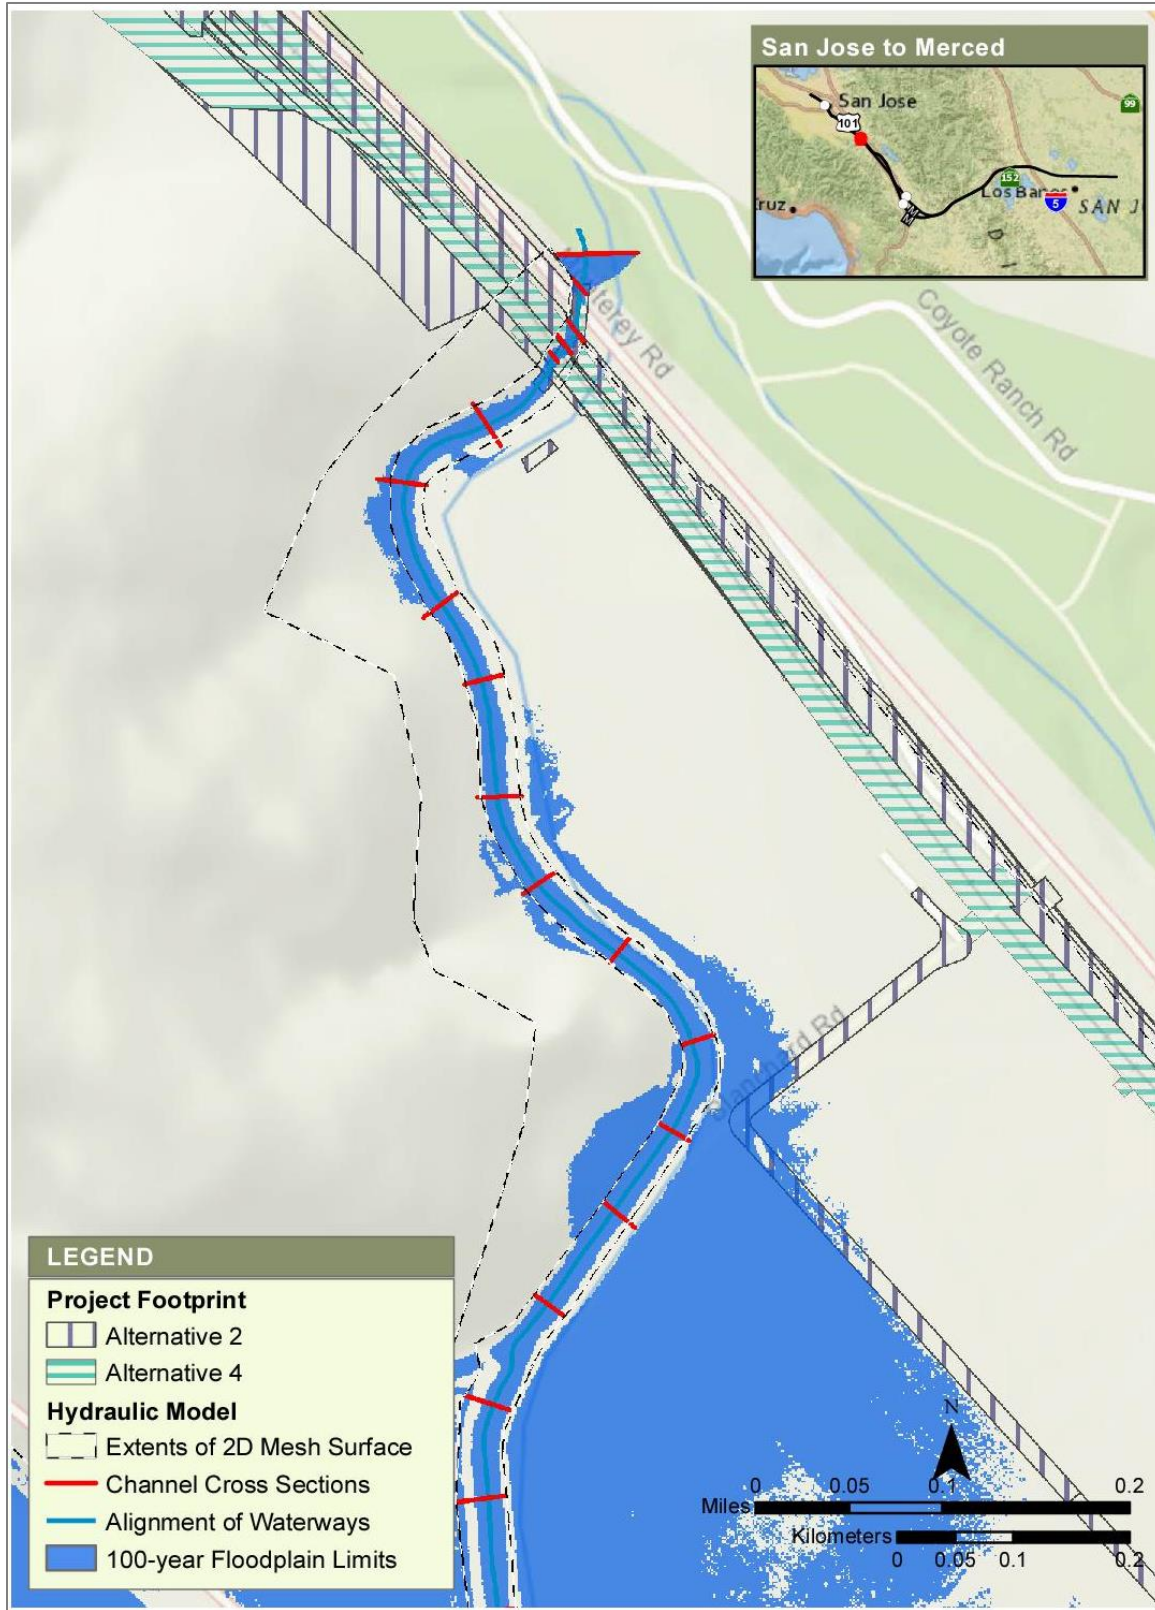 San Jose to Merced
San Jose
99
101
152
Los Banos
5
SAN J
ruz
terey Rd
Coyote Ranch Rd
Blanchard Rd
LEGEND
Project Footprint
Alternative 2
Alternative 4
Hydraulic Model
Extents of 2D Mesh Surface
Channel Cross Sections
Alignment of Waterways
100-year Floodplain Limits
N
0 0.05 0.1 0.2
Miles
Kilometers
0 0.05 0.1 0.2